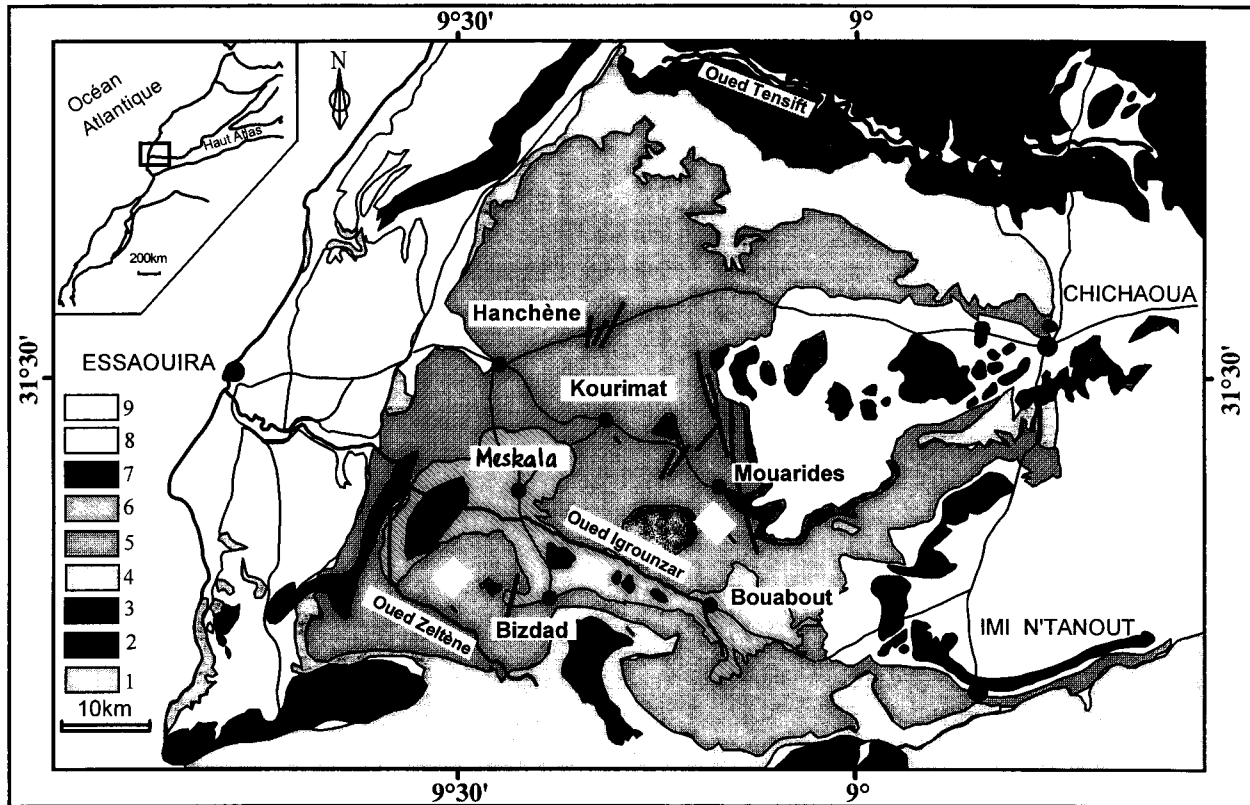 9°30'
9°
Océan
Atlantique
Haut Atlas
200km
N
Oued Tensift
CHICHAOUA
Hanchène
ESSAOUIRA
31°30'
31°30'
Kourimat
Meskala
Mouarides
Oued Igrounzar
Bouabout
Oued Zeltène
Bizdad
IMI N'TANOUT
9
8
7
6
5
4
3
2
1
10km
9°30'
9°